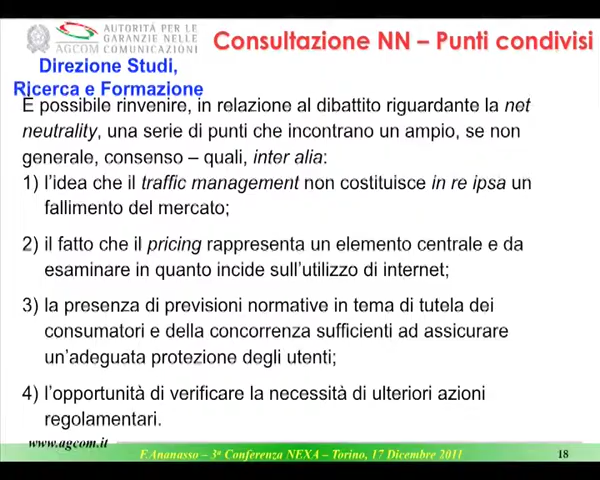 AUTORITÀ PER LE
GARANZIE NELLE
COMUNICAZIONI
AGCOM
Consultazione NN – Punti condivisi
Direzione Studi,
Ricerca e Formazione
È possibile rinvenire, in relazione al dibattito riguardante la net
neutrality, una serie di punti che incontrano un ampio, se non
generale, consenso – quali, inter alia:
1) l’idea che il traffic management non costituisce in re ipsa un
fallimento del mercato;
2) il fatto che il pricing rappresenta un elemento centrale e da
esaminare in quanto incide sull’utilizzo di internet;
3) la presenza di previsioni normative in tema di tutela dei
consumatori e della concorrenza sufficienti ad assicurare
un’adeguata protezione degli utenti;
4) l’opportunità di verificare la necessità di ulteriori azioni
regolamentari.
www.agcom.it
F.Ananasso – 3ª Conferenza NEXA – Torino, 17 Dicembre 2011
18